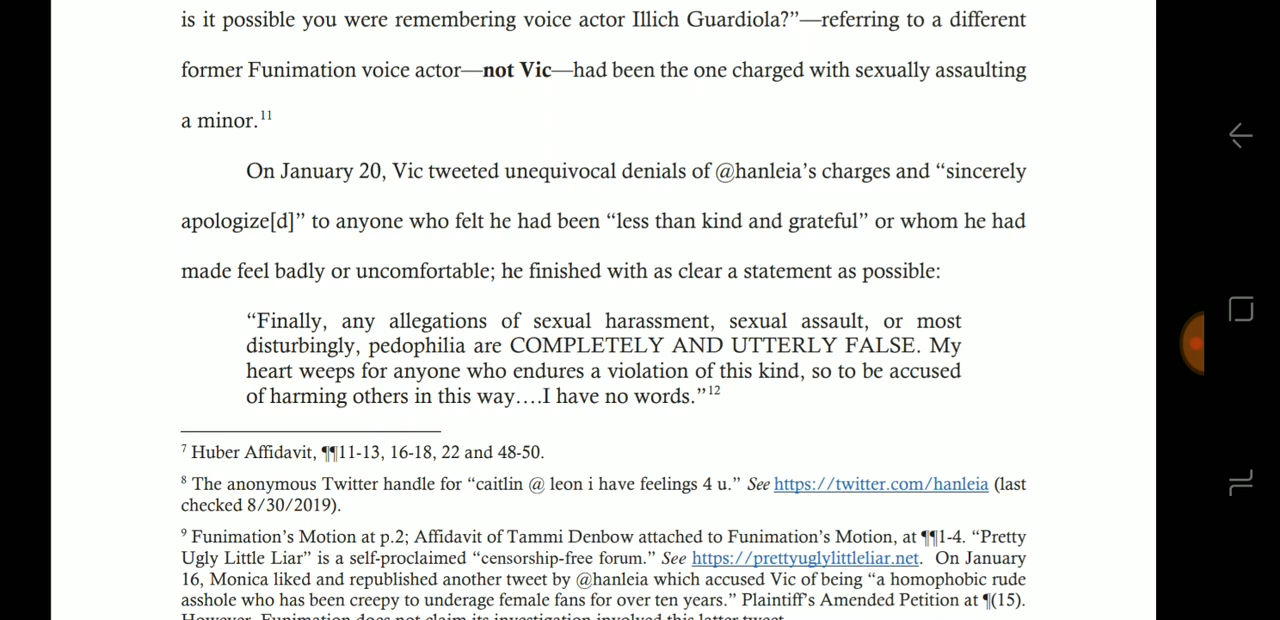 is it possible you were remembering voice actor Illich Guardiola?”—referring to a different
former Funimation voice actor—not Vic—had been the one charged with sexually assaulting
a minor.11
On January 20, Vic tweeted unequivocal denials of @hanleia’s charges and “sincerely
apologize[d]” to anyone who felt he had been “less than kind and grateful” or whom he had
made feel badly or uncomfortable; he finished with as clear a statement as possible:
“Finally, any allegations of sexual harassment, sexual assault, or most
disturbingly, pedophilia are COMPLETELY AND UTTERLY FALSE. My
heart weeps for anyone who endures a violation of this kind, so to be accused
of harming others in this way….I have no words.”12
7 Huber Affidavit, ¶¶11-13, 16-18, 22 and 48-50.
8 The anonymous Twitter handle for “caitlin @ leon i have feelings 4 u.” See https://twitter.com/hanleia (last
checked 8/30/2019).
9 Funimation’s Motion at p.2; Affidavit of Tammi Denbow attached to Funimation’s Motion, at ¶¶1-4. “Pretty
Ugly Little Liar” is a self-proclaimed “censorship-free forum.” See https://prettyuglylittleliar.net. On January
16, Monica liked and republished another tweet by @hanleia which accused Vic of being “a homophobic rude
asshole who has been creepy to underage female fans for over ten years.” Plaintiff’s Amended Petition at ¶(15).
However, Funimation does not claim its investigation involved this latter tweet.